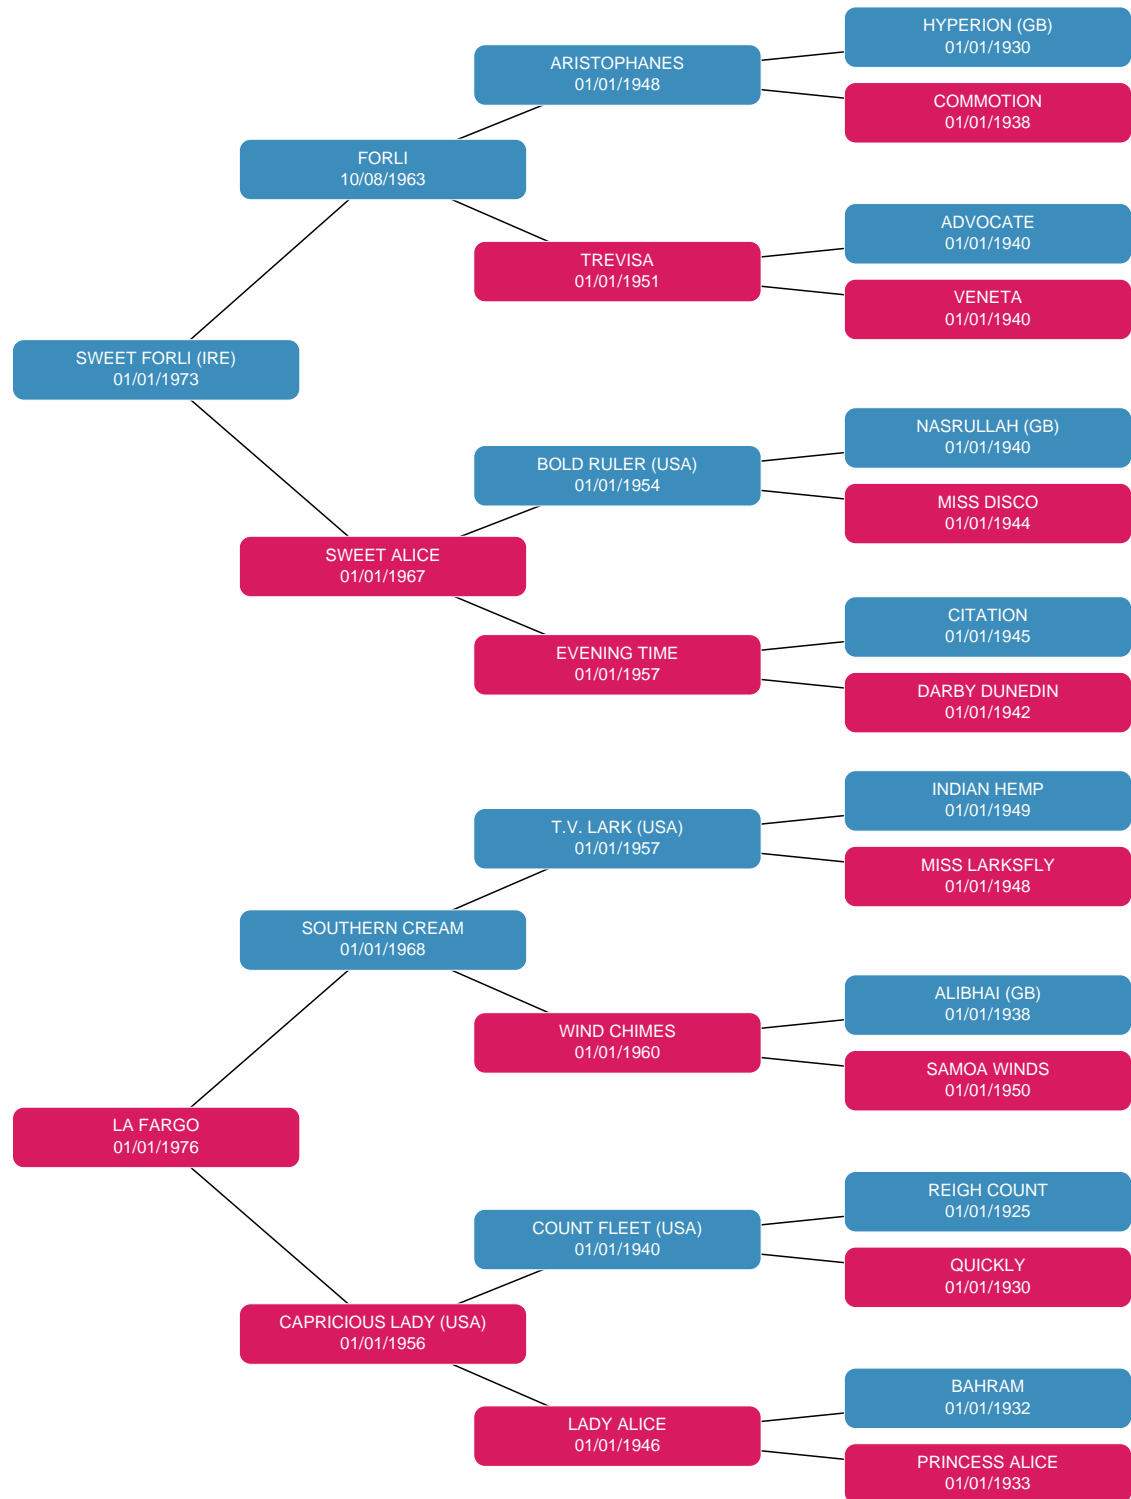 HYPERION (GB)
01/01/1930
ARISTOPHANES
01/01/1948
COMMOTION
01/01/1938
FORLI
10/08/1963
ADVOCATE
01/01/1940
TREVISA
01/01/1951
VENETA
01/01/1940
SWEET FORLI (IRE)
01/01/1973
NASRULLAH (GB)
01/01/1940
BOLD RULER (USA)
01/01/1954
MISS DISCO
01/01/1944
SWEET ALICE
01/01/1967
CITATION
01/01/1945
EVENING TIME
01/01/1957
DARBY DUNEDIN
01/01/1942
INDIAN HEMP
01/01/1949
T.V. LARK (USA)
01/01/1957
MISS LARKSFLY
01/01/1948
SOUTHERN CREAM
01/01/1968
ALIBHAI (GB)
01/01/1938
WIND CHIMES
01/01/1960
SAMOA WINDS
01/01/1950
LA FARGO
01/01/1976
REIGH COUNT
01/01/1925
COUNT FLEET (USA)
01/01/1940
QUICKLY
01/01/1930
CAPRICIOUS LADY (USA)
01/01/1956
BAHRAM
01/01/1932
LADY ALICE
01/01/1946
PRINCESS ALICE
01/01/1933